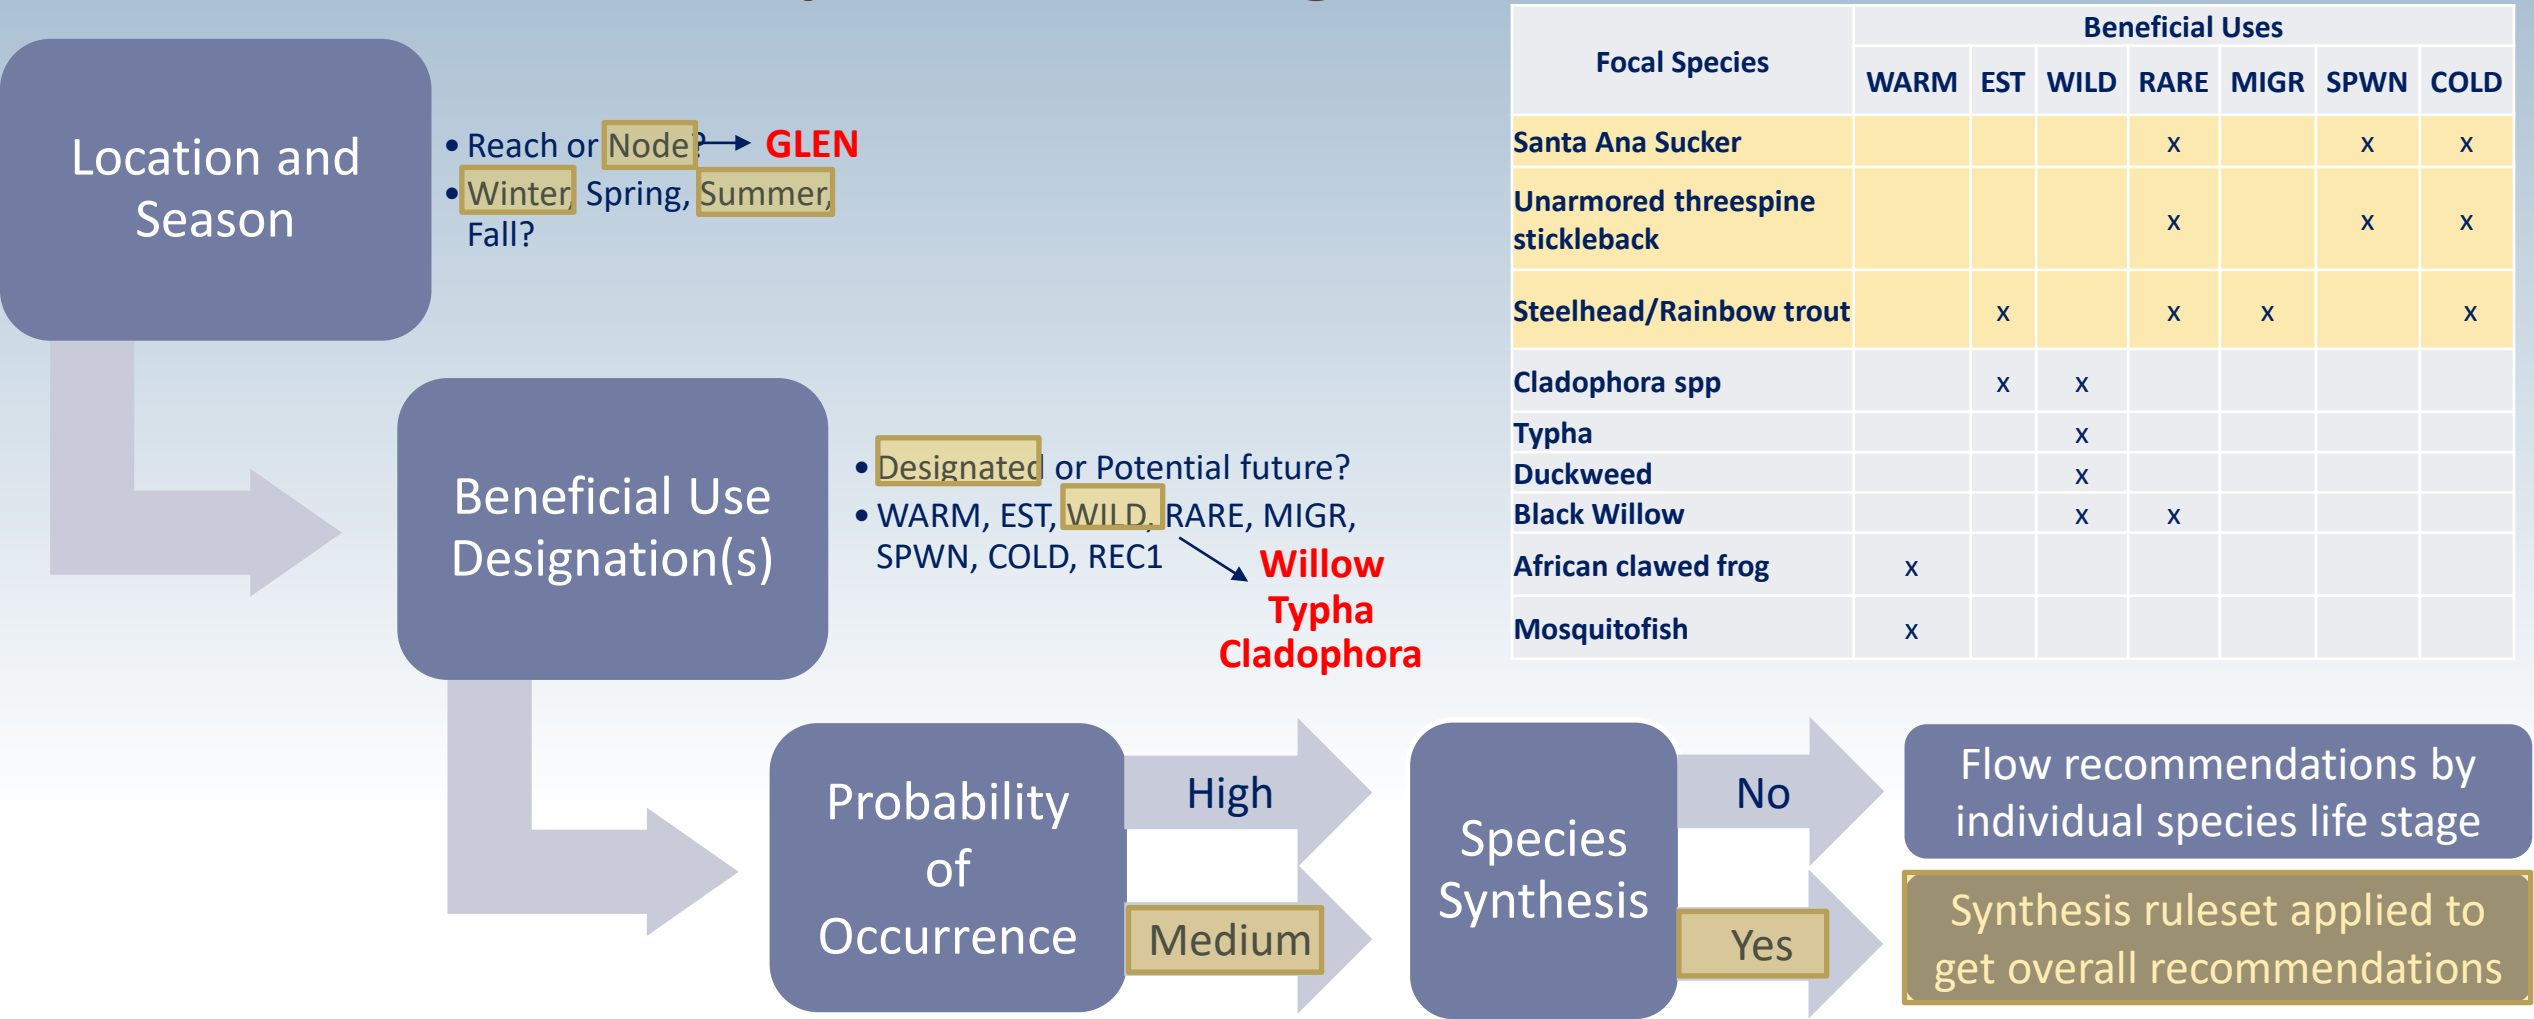 Location and
Season
• Reach or Node? GLEN
• Winter, Spring, Summer,
Fall?
Beneficial Use
Designation(s)
• Designated or Potential future?
• WARM, EST, WILD, RARE, MIGR,
SPWN, COLD, REC1
Willow
Typha
Cladophora
Focal Species Beneficial Uses
WARM EST WILD RARE MIGR SPWN COLD
Santa Ana Sucker x x x
Unarmored threespine
stickleback x x x
Steelhead/Rainbow trout x x x x
Cladophora spp x x
Typha x
Duckweed x
Black Willow x x
African clawed frog x
Mosquitofish x
Probability
of
Occurrence
High
Medium
Species
Synthesis
No
Yes
Flow recommendations by
individual species life stage
Synthesis ruleset applied to
get overall recommendations